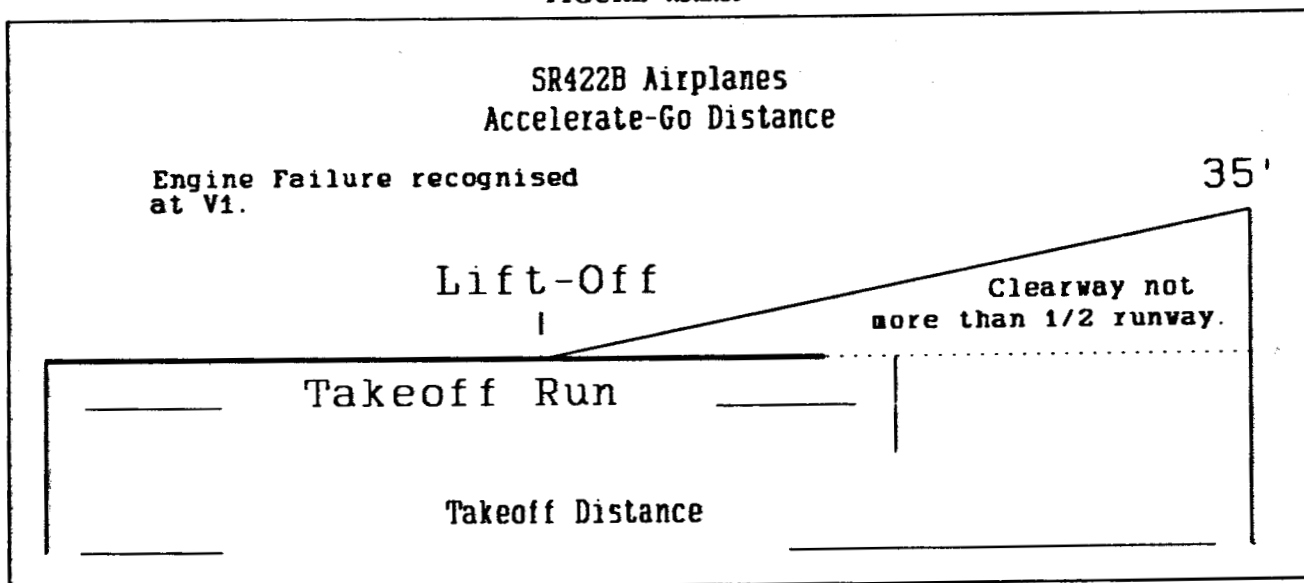 SR422B Airplanes
Accelerate-Go Distance
Engine Failure recognised
at V1.
35'
Lift-Off
Clearway not
more than 1/2 runway.
Takeoff Run
Takeoff Distance